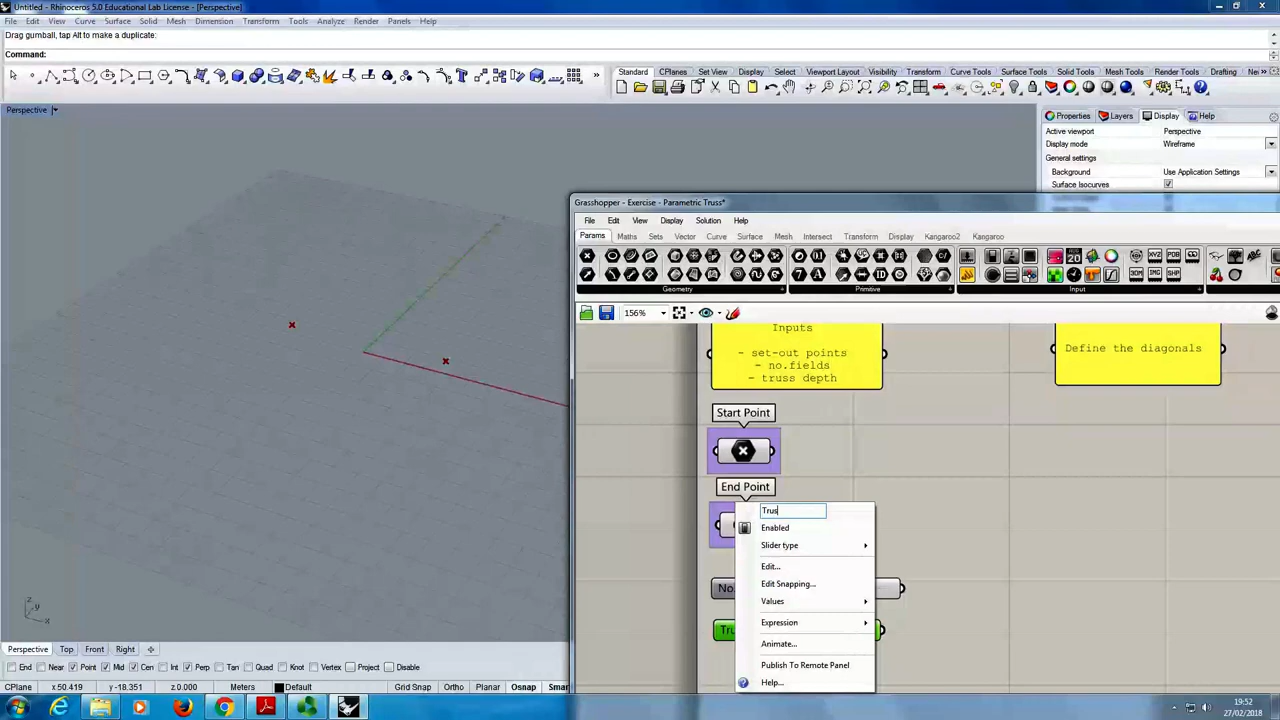 Untitled - Rhinoceros 5.0 Educational Lab License - [Perspective]
File Edit View Curve Surface Solid Mesh Dimension Transform Tools Analyze Render Panels Help
Drag gumball, tap Alt to make a duplicate:
Command:
Standard CPlanes Set View Display Select Viewport Layout Visibility Transform Curve Tools Surface Tools Solid Tools Mesh Tools Render Tools Drafting
Perspective
Properties Layers Display Help
Active viewport Perspective
Display mode Wireframe
General settings
Background Use Application Settings
Surface Isocurves
Grasshopper - Exercise - Parametric Truss*
File Edit View Display Solution Help
Params Maths Sets Vector Curve Surface Mesh Intersect Transform Display Kangaroo2 Kangaroo
Geometry Primitive Input
156%
Inputs
- set-out points
- no.fields
- truss depth
Define the diagonals
Start Point
End Point
Trus
Enabled
Slider type
Edit...
Edit Snapping...
Values
Expression
Animate...
Publish To Remote Panel
Help...
No
Tru
z
y
x
Perspective Top Front Right
End Near Point Mid Cen Int Perp Tan Quad Knot Vertex Project Disable
CPlane x 50.419 y -18.351 z 0.000 Meters Default Grid Snap Ortho Planar Osnap Smar
19:52
27/02/2018